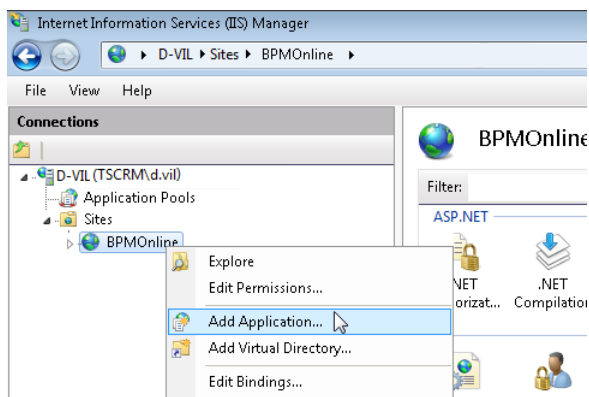 Internet Information Services (IIS) Manager
D-VIL Sites BPMOnline
File View Help
Connections
BPMOnline
D-VIL (TSCRM\d.vil)
Application Pools
Filter:
Sites
ASP.NET
BPMOnline
Explore
Edit Permissions...
.NET
orizat... Compilation
Add Application...
Add Virtual Directory...
Edit Bindings...